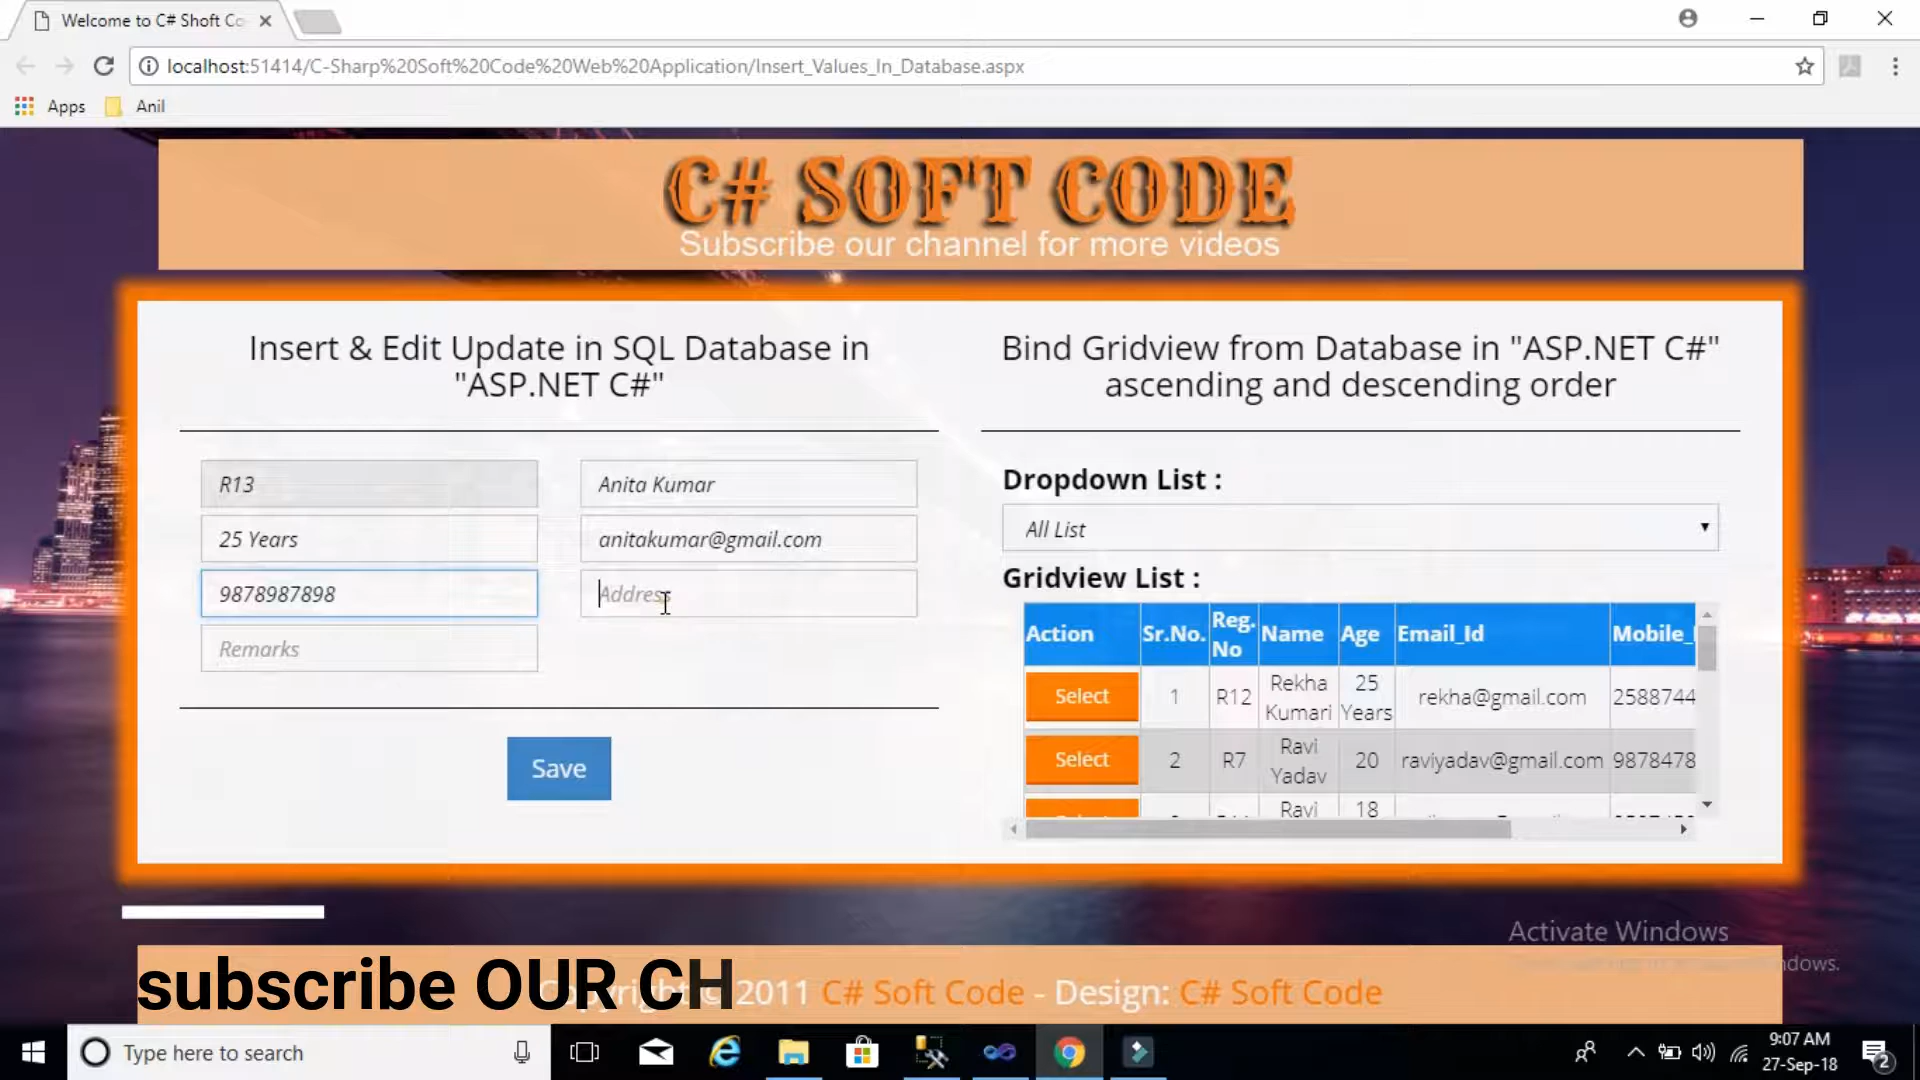 Welcome to C# Shoft Co
localhost:51414/C-Sharp%20Soft%20Code%20Web%20Application/Insert_Values_In_Database.aspx
Apps Anil
C# SOFT CODE
Subscribe our channel for more videos
Insert & Edit Update in SQL Database in
"ASP.NET C#"
R13 Anita Kumar
25 Years anitakumar@gmail.com
9878987898 Address
Remarks
Save
Bind Gridview from Database in "ASP.NET C#"
ascending and descending order
Dropdown List :
All List
Gridview List :
Action Sr.No. Reg. No Name Age Email_Id Mobile_
Select 1 R12 Rekha Kumari 25 Years rekha@gmail.com 2588744
Select 2 R7 Ravi Yadav 20 raviyadav@gmail.com 9878478
Ravi 18
Activate Windows
ndows.
subscribe OUR CH
Copyright © 2011 C# Soft Code - Design: C# Soft Code
Type here to search
9:07 AM
27-Sep-18
2